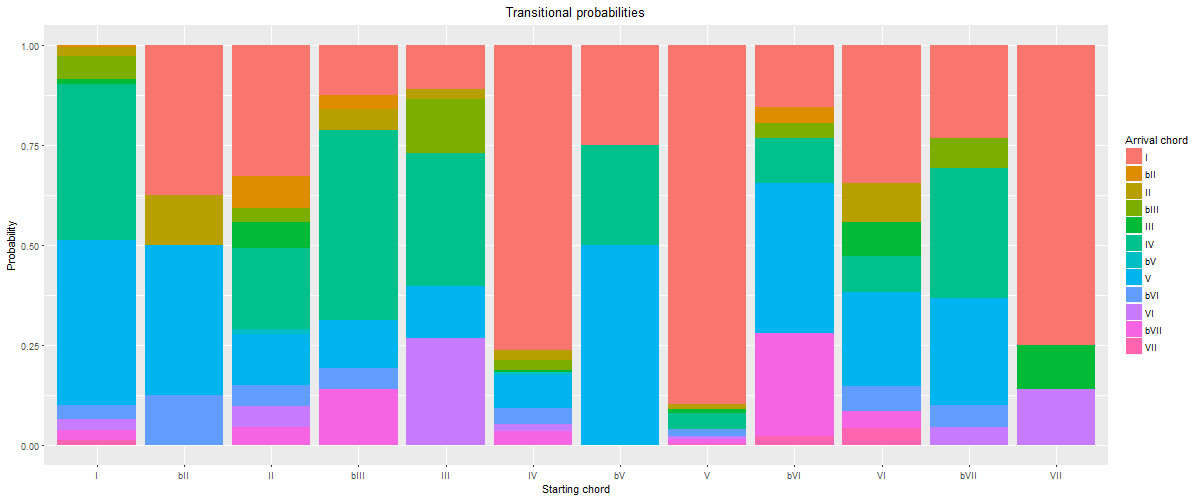 Transitional probabilities
1.00
0.75
0.50
0.25
0.00
Probability
I bII II bIII III IV bV V bVI VI bVII VII
Starting chord
Arrival chord
I
bII
II
bIII
III
IV
bV
V
bVI
VI
bVII
VII